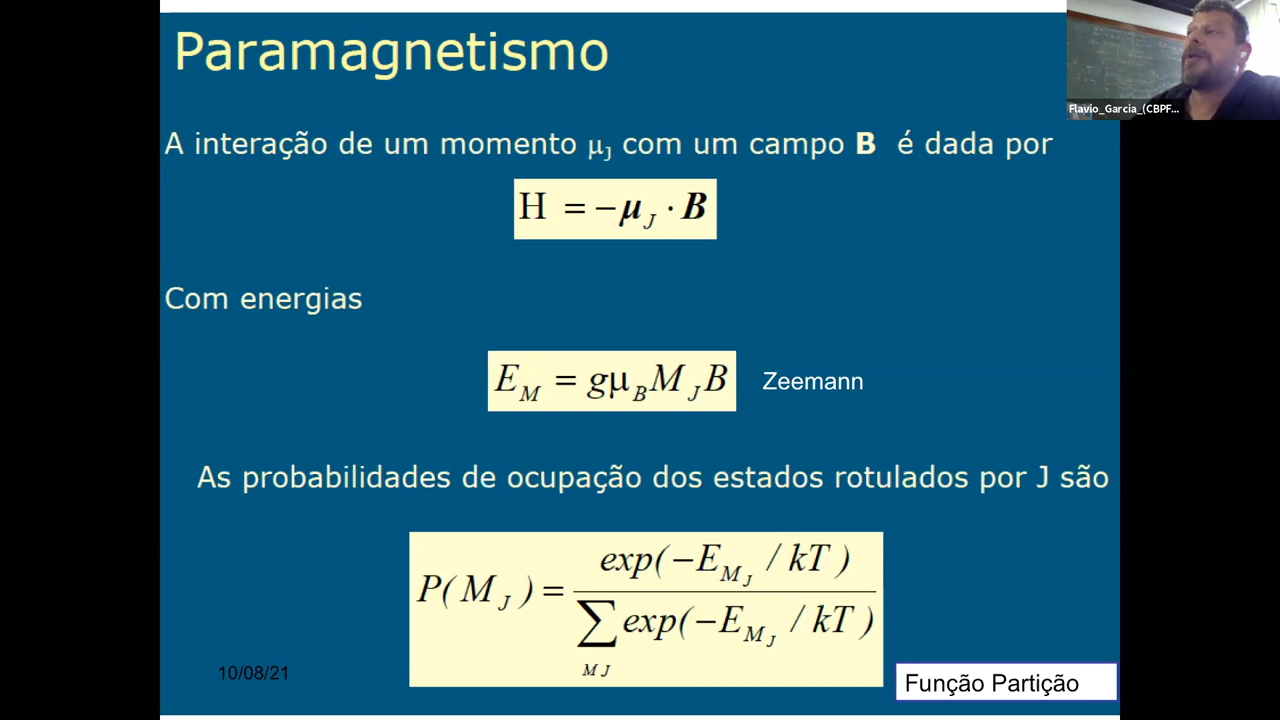 Paramagnetismo
Flavio_Garcia_(CBPF...
A interação de um momento μJ com um campo B é dada por
H = −μJ · B
Com energias
EM = gμBMJB
Zeemann
As probabilidades de ocupação dos estados rotulados por J são
P( MJ ) = exp(−EMJ / kT ) / ∑MJ exp(−EMJ / kT )
10/08/21
Função Partição